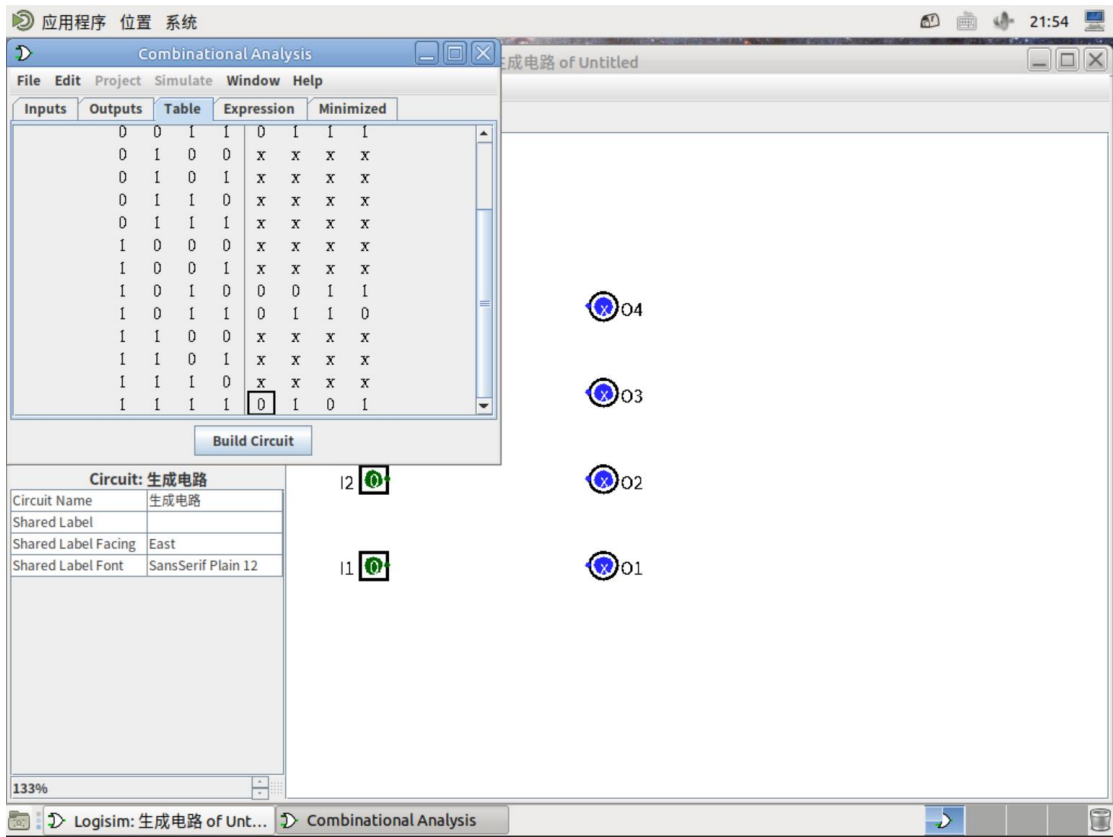 应用程序 位置 系统 21:54
Combinational Analysis
生成电路 of Untitled
File Edit Project Simulate Window Help
Inputs Outputs Table Expression Minimized
0 0 1 1 0 1 1 1
0 1 0 0 x x x x
0 1 0 1 x x x x
0 1 1 0 x x x x
0 1 1 1 x x x x
1 0 0 0 x x x x
1 0 0 1 x x x x
1 0 1 0 0 0 1 1
1 0 1 1 0 1 1 0
1 1 0 0 x x x x
1 1 0 1 x x x x
1 1 1 0 x x x x
1 1 1 1 0 1 0 1
Build Circuit
x O4
x O3
I2 0 x O2
I1 0 x O1
Circuit: 生成电路
Circuit Name 生成电路
Shared Label
Shared Label Facing East
Shared Label Font SansSerif Plain 12
133%
Logisim: 生成电路 of Unt... Combinational Analysis